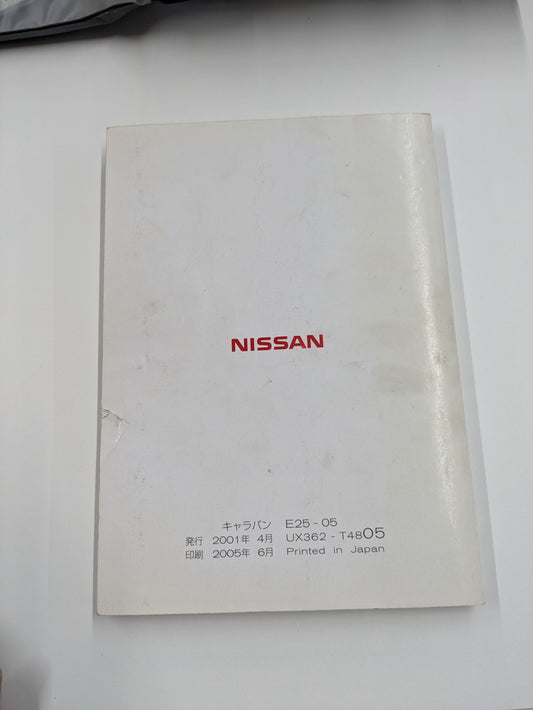 NISSAN
キャラバン E25-05
発行 2001年 4月 UX362-T4805
印刷 2005年 6月 Printed in Japan